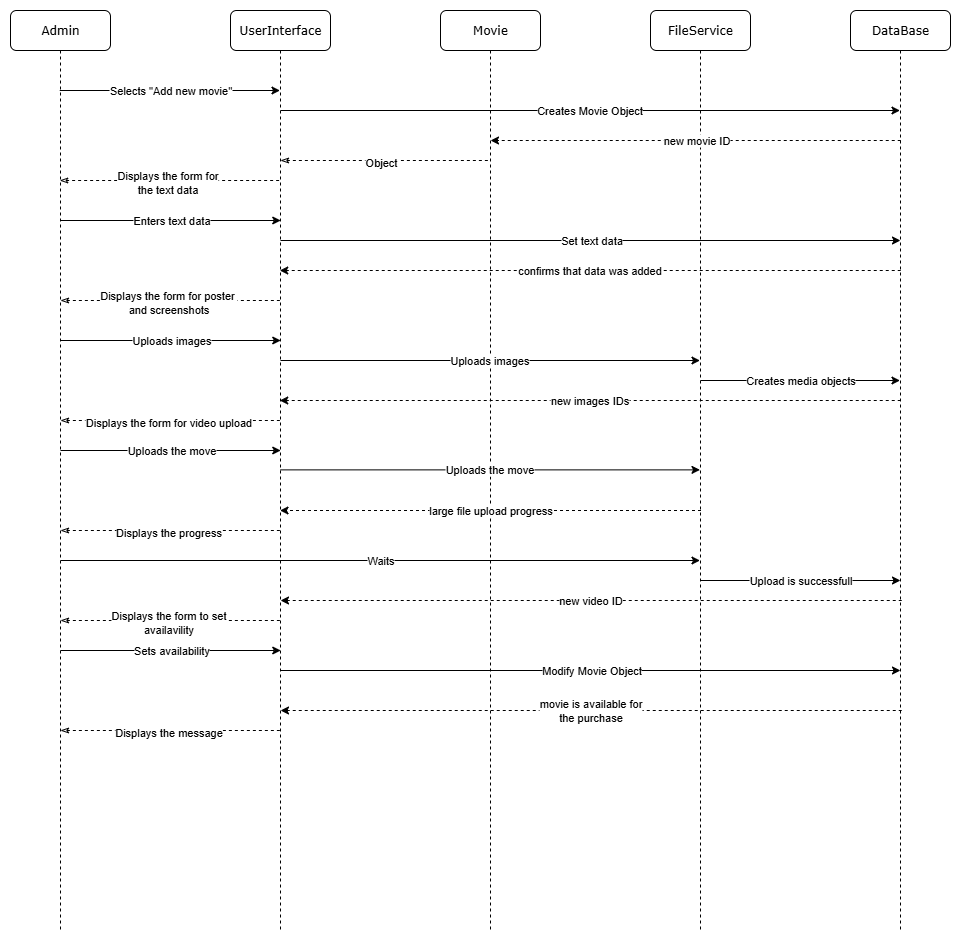 Admin
UserInterface
Movie
FileService
DataBase
Selects "Add new movie"
Creates Movie Object
new movie ID
Object
Displays the form for
the text data
Enters text data
Set text data
confirms that data was added
Displays the form for poster
and screenshots
Uploads images
Uploads images
Creates media objects
new images IDs
Displays the form for video upload
Uploads the move
Uploads the move
large file upload progress
Displays the progress
Waits
Upload is successfull
new video ID
Displays the form to set
availavility
Sets availability
Modify Movie Object
movie is available for
the purchase
Displays the message